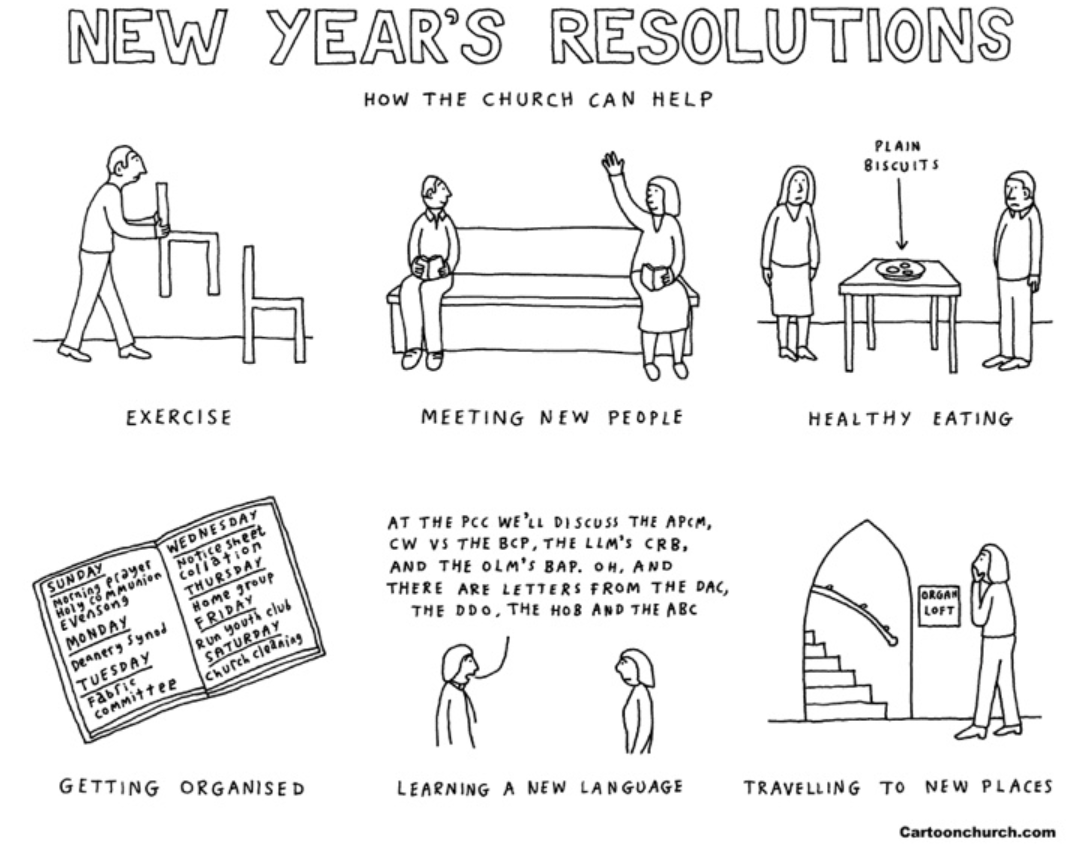 NEW YEAR'S RESOLUTIONS
HOW THE CHURCH CAN HELP
PLAIN
BISCUITS
EXERCISE
MEETING NEW PEOPLE
HEALTHY EATING
SUNDAY
Morning prayer
Holy communion
Evensong
MONDAY
Deanery Synod
TUESDAY
Fabric
committee
WEDNESDAY
Notice sheet
collation
THURSDAY
Home group
FRIDAY
Run youth club
SATURDAY
Church cleaning
AT THE PCC WE'LL DISCUSS THE APCM,
CW VS THE BCP, THE LLM'S CRB,
AND THE OLM'S BAP. OH, AND
THERE ARE LETTERS FROM THE DAC,
THE DDO, THE HOB AND THE ABC
ORGAN
LOFT
GETTING ORGANISED
LEARNING A NEW LANGUAGE
TRAVELLING TO NEW PLACES
Cartoonchurch.com